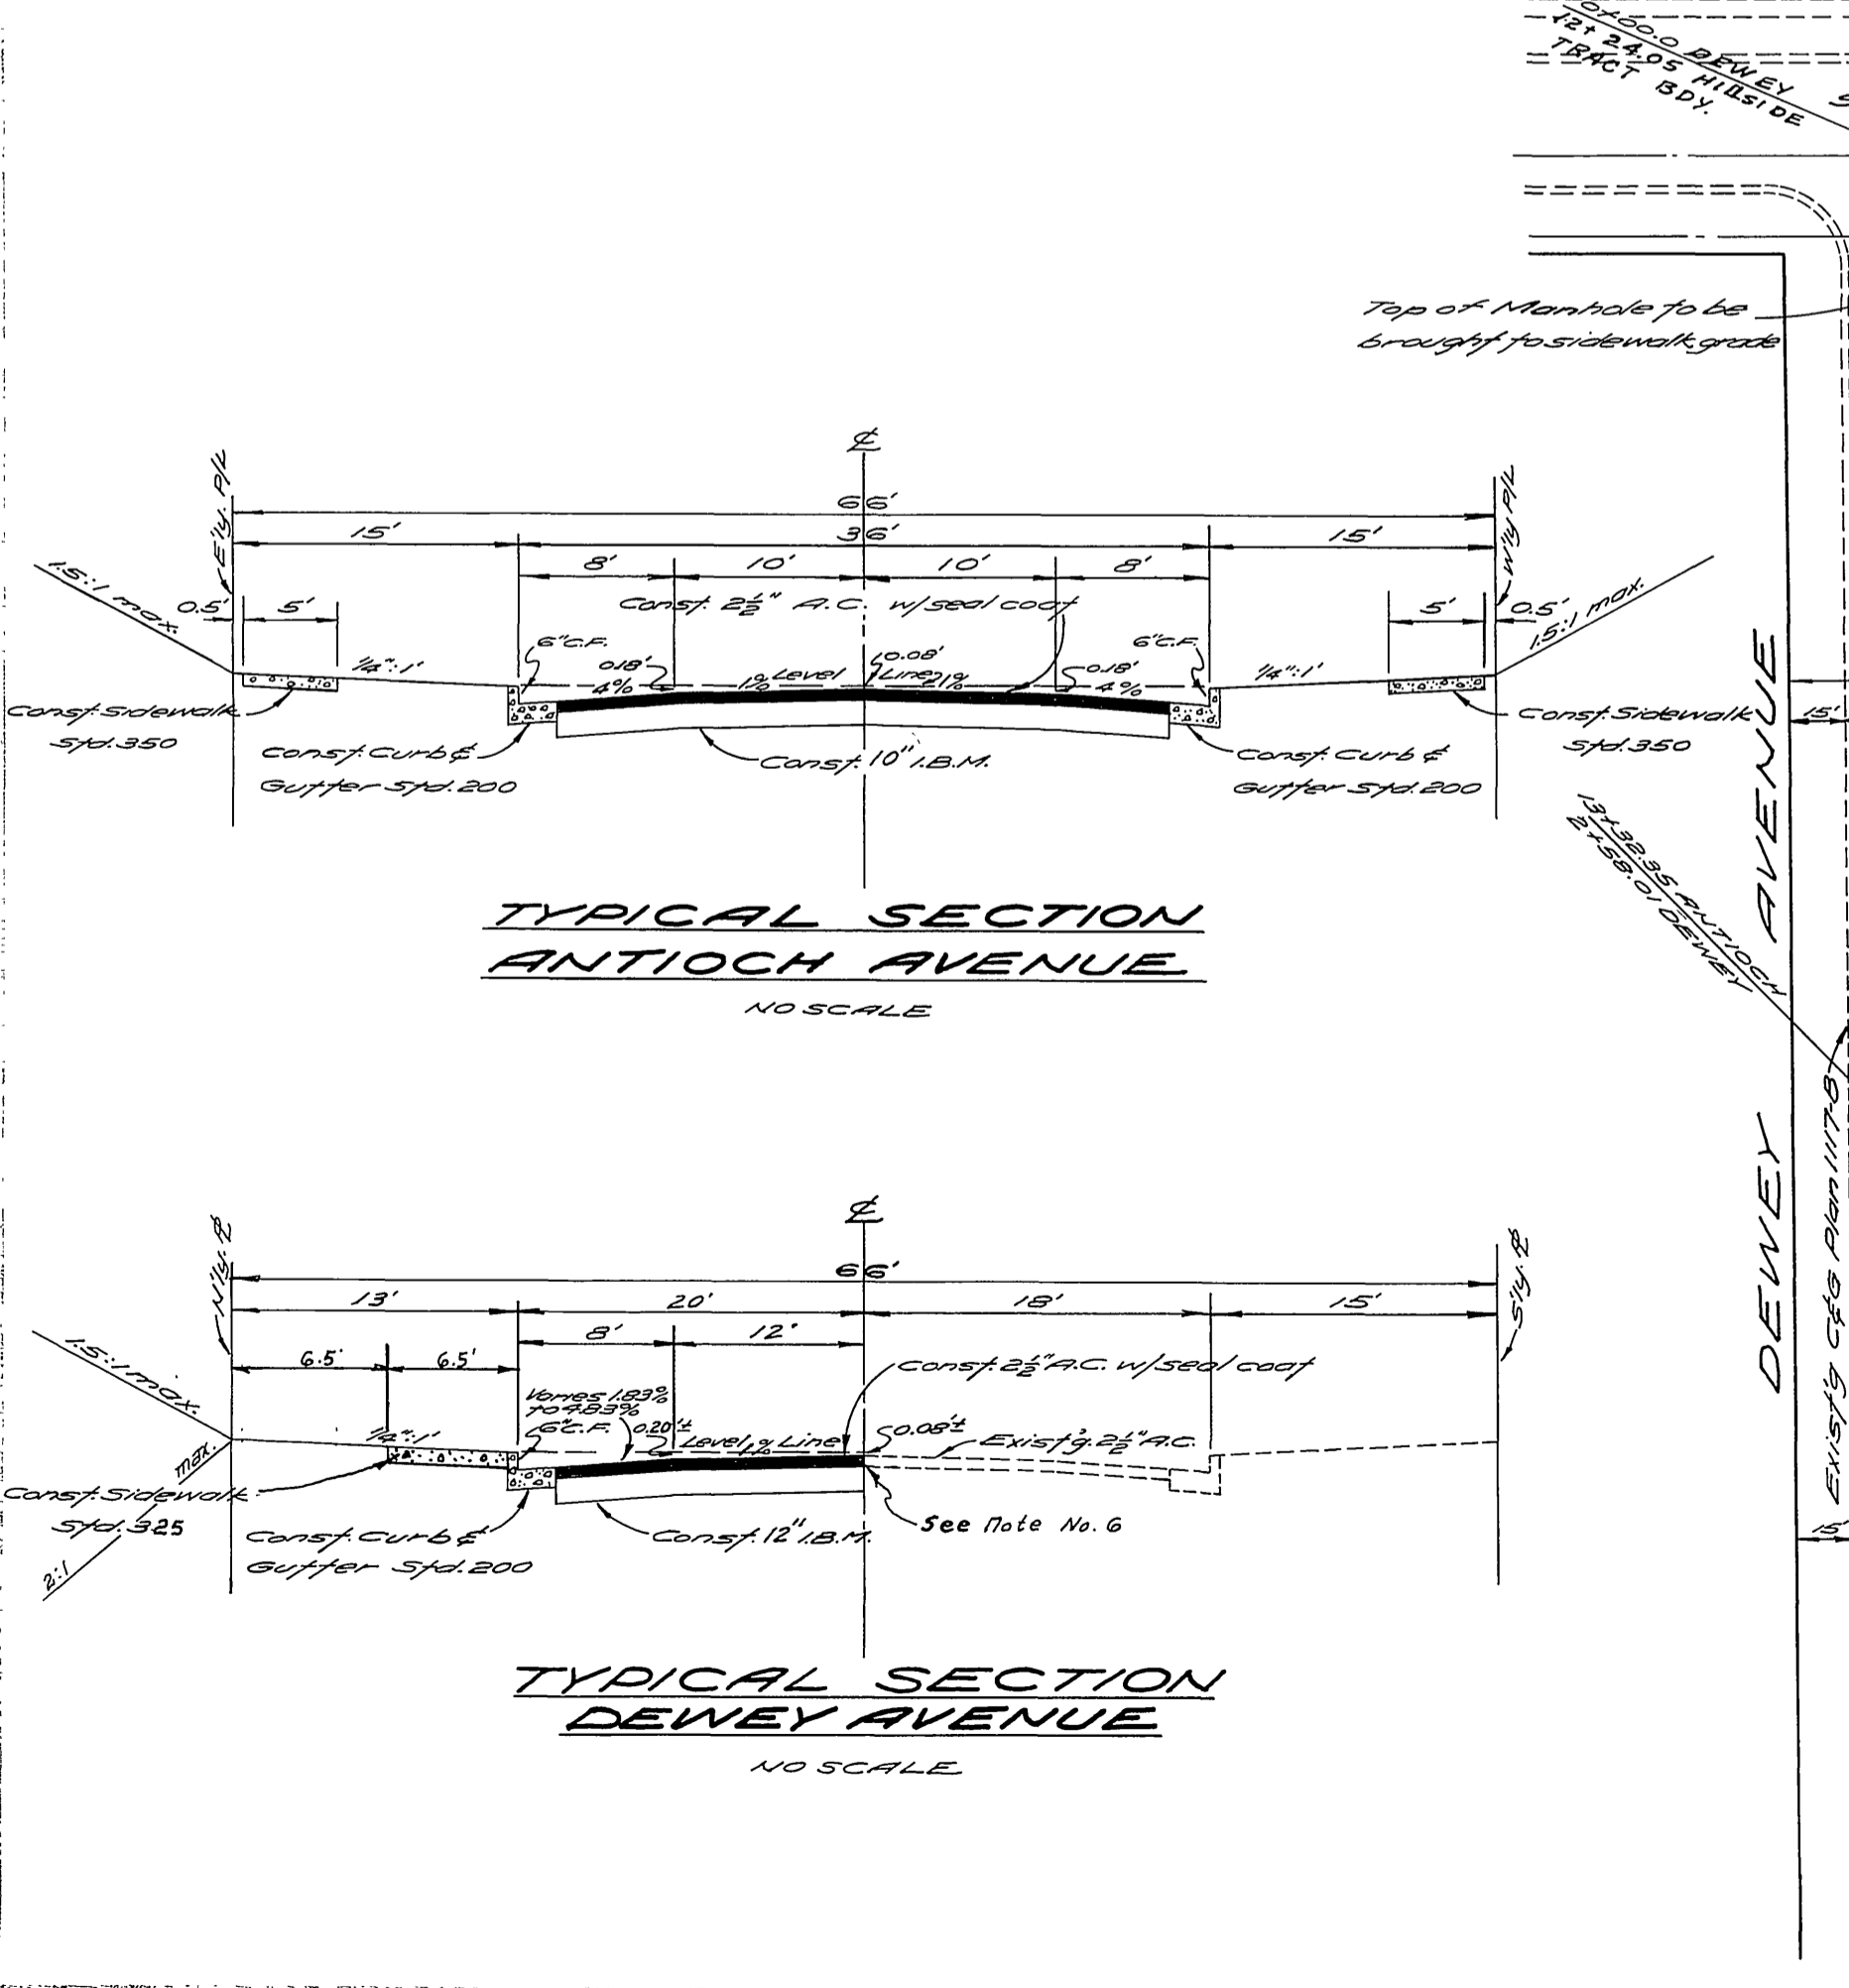 0+00.0 DEWEY
12+24.05 HILLSIDE
TRACT BDY.
Top of Manhole to be
brought to sidewalk grade
℄
E'ly. P/L
W'ly P/L
66'
15'
36'
15'
8'
10'
10'
8'
1.5:1 max.
0.5'
5'
Const. 2½" A.C. w/seal coat
5'
0.5'
1.5:1 max.
6"C.F.
0.18'
0.08'
0.18'
6"C.F.
¼":1'
4%
1%
Level
Line
1%
4%
¼":1'
Const. Sidewalk
Std. 350
Const. Curb &
Gutter Std. 200
Const. 10" I.B.M.
Const. Curb &
Gutter Std. 200
Const. Sidewalk
Std. 350
TYPICAL SECTION
ANTIOCH AVENUE
NO SCALE
AVENUE
15'
13+32.35 ANTIOCH
2+58.01 DEWEY
DEWEY
Exist'g C&G Plan 1117-B
15'
℄
N'ly. ⅊
S'ly. ⅊
66'
13'
20'
18'
15'
8'
12'
6.5'
6.5'
1.5:1 max.
Const. 2½" A.C. w/seal coat
Varies 1.83%
to 4.83%
6"C.F.
0.20'±
0.08'±
¼":1'
Level
Line
Exist'g. 2½" A.C.
max.
2:1
Const. Sidewalk
Std. 325
Const. Curb &
Gutter Std. 200
Const. 12" I.B.M.
See Note No. 6
TYPICAL SECTION
DEWEY AVENUE
NO SCALE